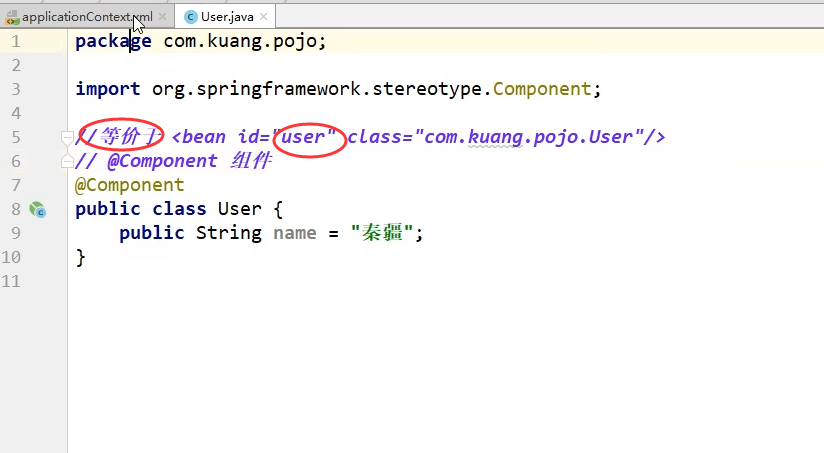 applicationContext.xml
User.java
1 package com.kuang.pojo;
2
3 import org.springframework.stereotype.Component;
4
5 //等价于 <bean id="user" class="com.kuang.pojo.User"/>
6 // @Component 组件
7 @Component
8 public class User {
9 public String name = "秦疆";
10 }
11